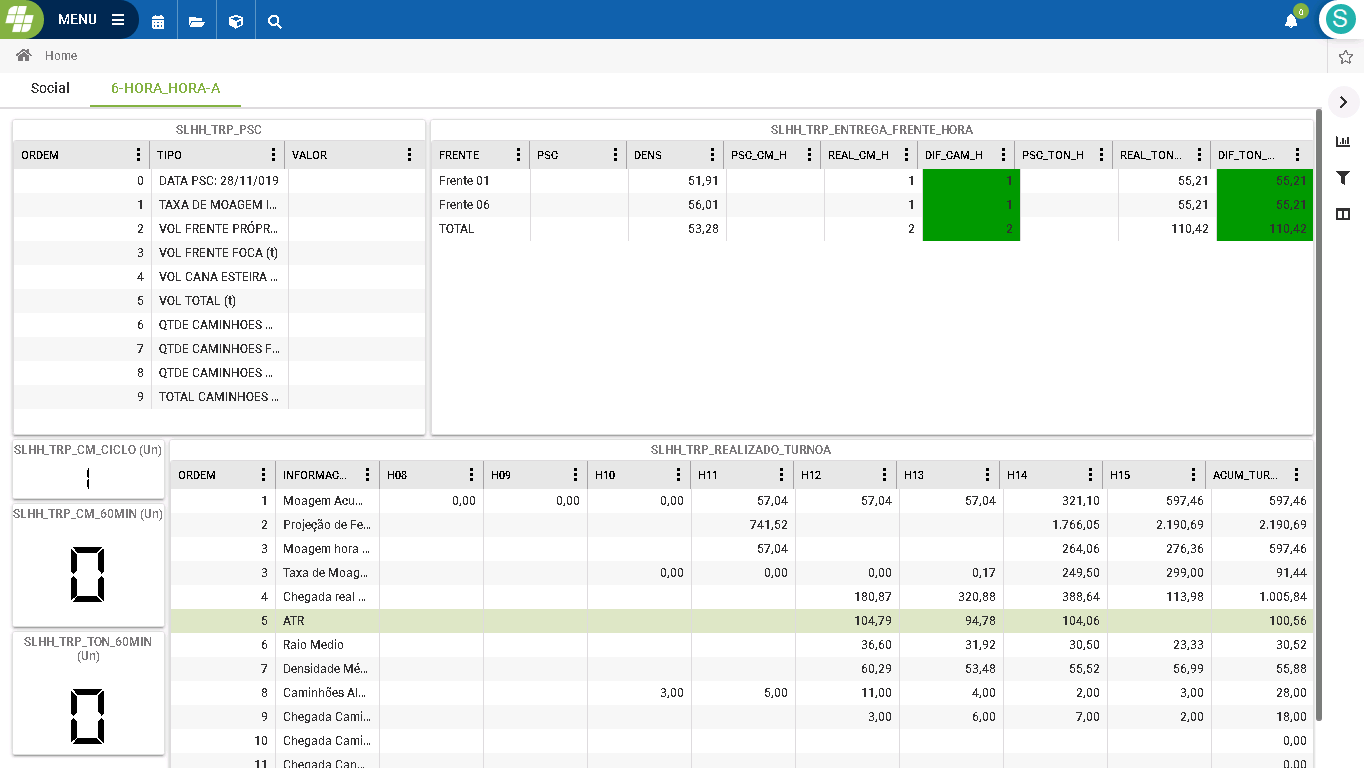 MENU
0
S
Home
Social 6-HORA_HORA-A
SLHH_TRP_PSC
ORDEM TIPO VALOR
0 DATA PSC: 28/11/019
1 TAXA DE MOAGEM I...
2 VOL FRENTE PRÓPR...
3 VOL FRENTE FOCA (t)
4 VOL CANA ESTEIRA ...
5 VOL TOTAL (t)
6 QTDE CAMINHOES ...
7 QTDE CAMINHOES F...
8 QTDE CAMINHOES ...
9 TOTAL CAMINHOES ...
SLHH_TRP_ENTREGA_FRENTE_HORA
FRENTE PSC DENS PSC_CM_H REAL_CM_H DIF_CAM_H PSC_TON_H REAL_TON... DIF_TON_...
Frente 01 51,91 1 1 55,21 55,21
Frente 06 56,01 1 1 55,21 55,21
TOTAL 53,28 2 2 110,42 110,42
SLHH_TRP_CM_CICLO (Un)
1
SLHH_TRP_CM_60MIN (Un)
0
SLHH_TRP_TON_60MIN
(Un)
0
SLHH_TRP_REALIZADO_TURNOA
ORDEM INFORMAC... H08 H09 H10 H11 H12 H13 H14 H15 AGUM_TUR...
1 Moagem Acu... 0,00 0,00 0,00 57,04 57,04 57,04 321,10 597,46 597,46
2 Projeção de Fe... 741,52 1.766,05 2.190,69 2.190,69
3 Moagem hora ... 57,04 264,06 276,36 597,46
3 Taxa de Moag... 0,00 0,00 0,00 0,17 249,50 299,00 91,44
4 Chegada real ... 180,87 320,88 388,64 113,98 1.005,84
5 ATR 104,79 94,78 104,06 100,56
6 Raio Medio 36,60 31,92 30,50 23,33 30,52
7 Densidade Mé... 60,29 53,48 55,52 56,99 55,88
8 Caminhões Al... 3,00 5,00 11,00 4,00 2,00 3,00 28,00
9 Chegada Cami... 3,00 6,00 7,00 2,00 18,00
10 Chegada Cami... 0,00
11 Chegada Can... 0,00